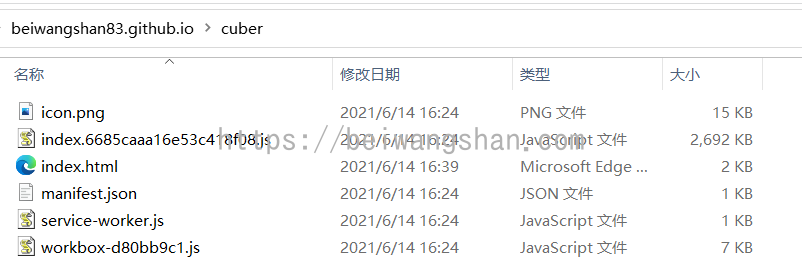 beiwangshan83.github.io > cuber
名称 修改日期 类型 大小
icon.png 2021/6/14 16:24 PNG 文件 15 KB
index.6685caaa16e53c418f08.js 2021/6/14 16:24 JavaScript 文件 2,692 KB
https://beiwangshan.com
index.html 2021/6/14 16:39 Microsoft Edge ... 2 KB
manifest.json 2021/6/14 16:24 JSON 文件 1 KB
service-worker.js 2021/6/14 16:24 JavaScript 文件 1 KB
workbox-d80bb9c1.js 2021/6/14 16:24 JavaScript 文件 7 KB